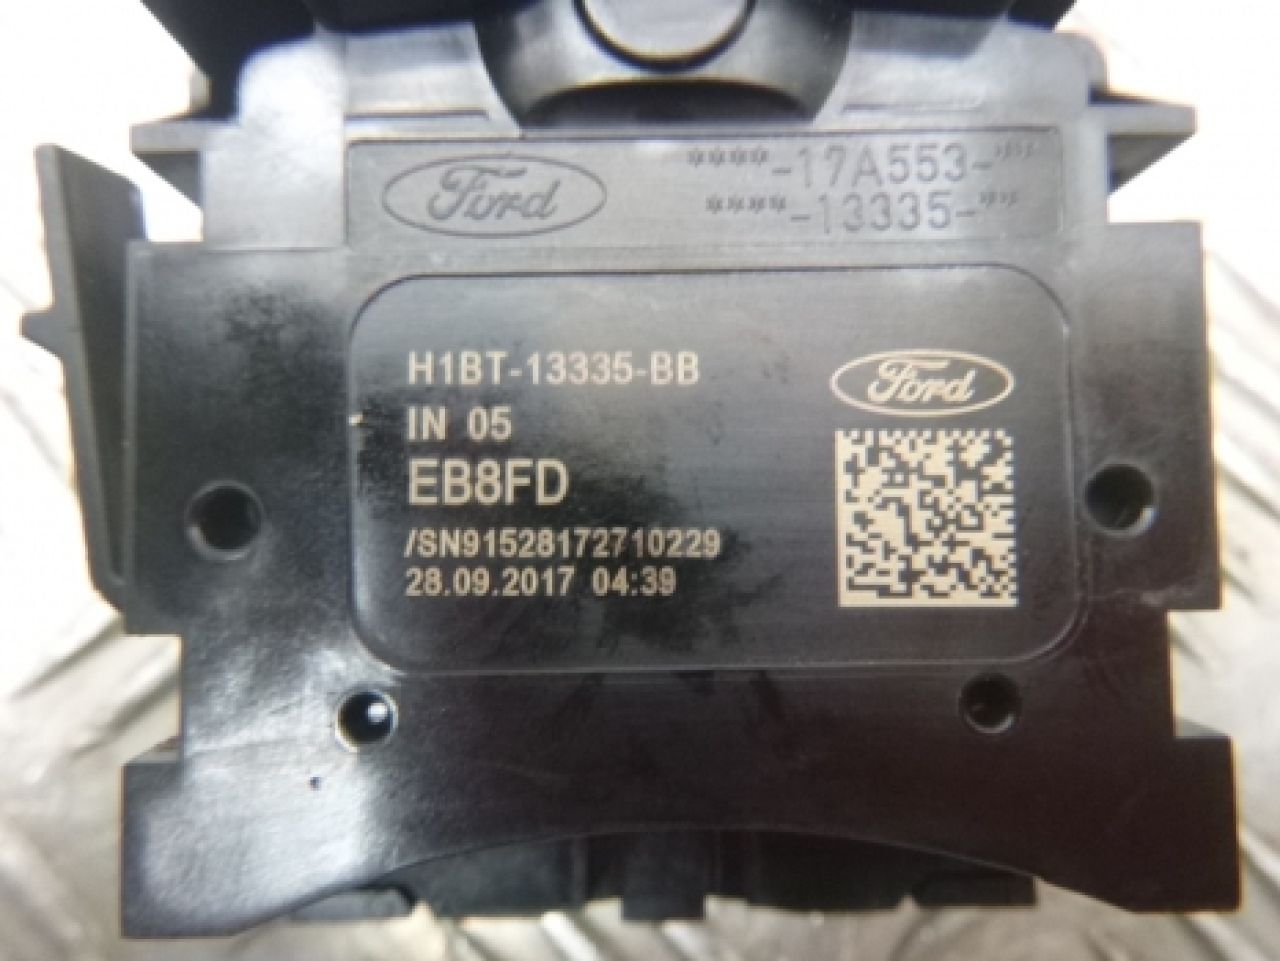 Ford
****-17A553-**
****-13335-**
H1BT-13335-BB
Ford
IN 05
EB8FD
/SN91528172710229
28.09.2017 04:39